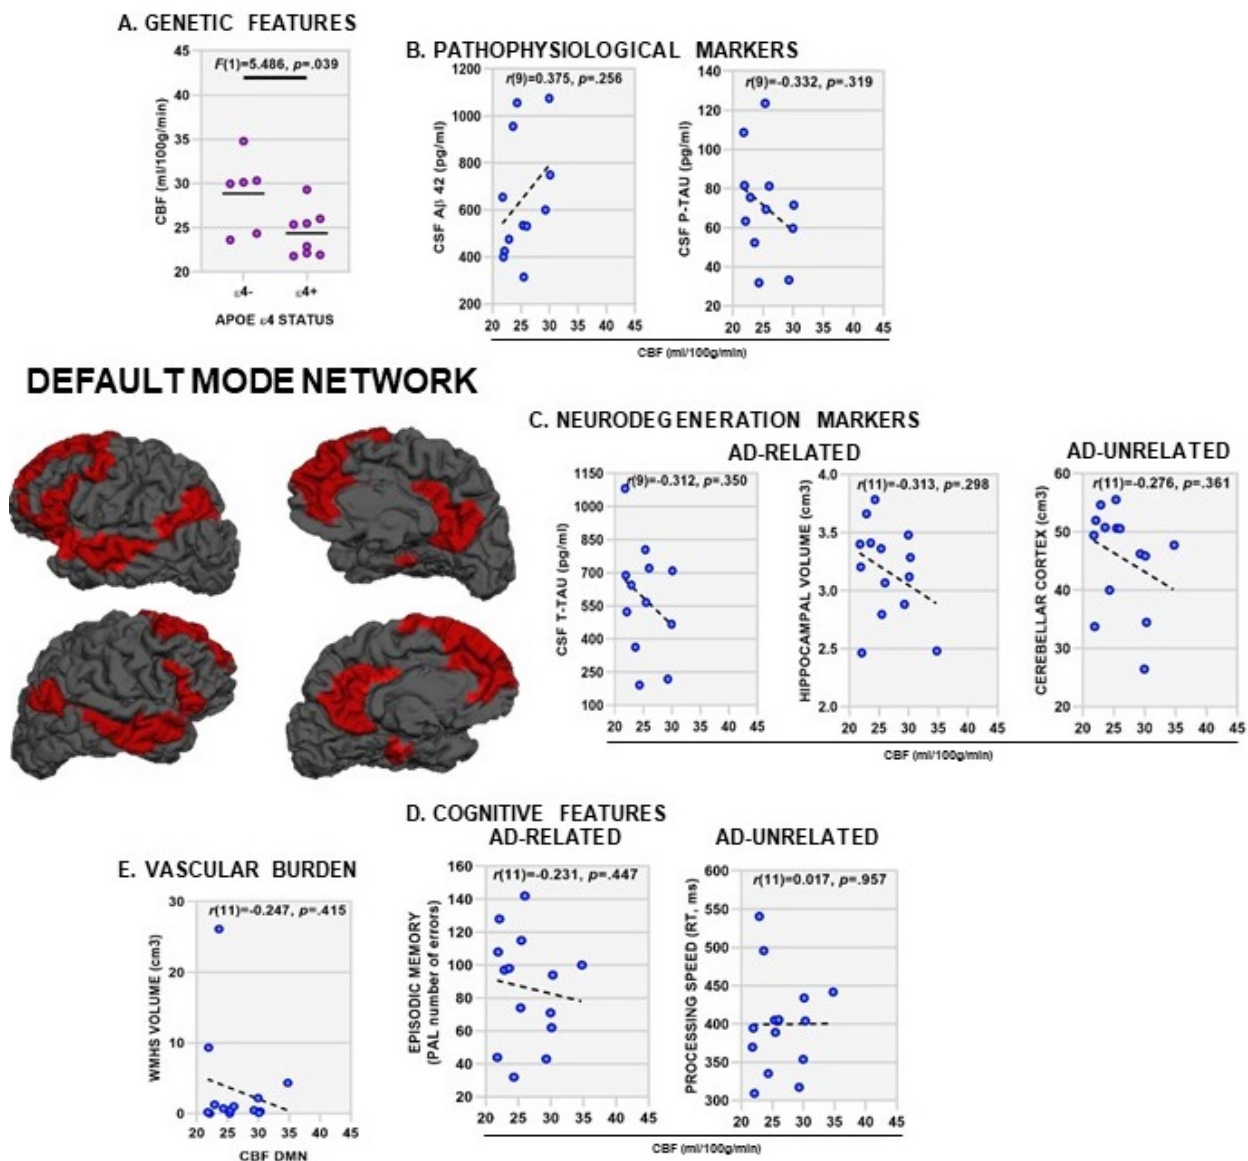 A. GENETIC FEATURES
45
40
35
30
25
20
F(1)=5.486, p=.039
CBF (ml/100g/min)
ε4-
ε4+
APOE ε4 STATUS
B. PATHOPHYSIOLOGICAL MARKERS
1200
1000
800
600
400
200
r(9)=0.375, p=.256
CSF Aβ 42 (pg/ml)
20 25 30 35 40 45
140
120
100
80
60
40
20
r(9)=-0.332, p=.319
CSF P-TAU (pg/ml)
20 25 30 35 40 45
CBF (ml/100g/min)
DEFAULT MODE NETWORK
C. NEURODEGENERATION MARKERS
AD-RELATED
AD-UNRELATED
1150
1000
850
700
550
400
250
100
r(9)=-0.312, p=.350
CSF T-TAU (pg/ml)
20 25 30 35 40 45
4.0
3.5
3.0
2.5
2.0
r(11)=-0.313, p=.298
HIPPOCAMPAL VOLUME (cm3)
20 25 30 35 40 45
60
50
40
30
20
r(11)=-0.276, p=.361
CEREBELLAR CORTEX (cm3)
20 25 30 35 40 45
CBF (ml/100g/min)
D. COGNITIVE FEATURES
AD-RELATED
AD-UNRELATED
160
140
120
100
80
60
40
20
r(11)=-0.231, p=.447
EPISODIC MEMORY
(PAL number of errors)
20 25 30 35 40 45
600
550
500
450
400
350
300
r(11)=0.017, p=.957
PROCESSING SPEED (RT, ms)
20 25 30 35 40 45
CBF (ml/100g/min)
E. VASCULAR BURDEN
30
20
10
0
r(11)=-0.247, p=.415
WMHS VOLUME (cm3)
20 25 30 35 40 45
CBF DMN